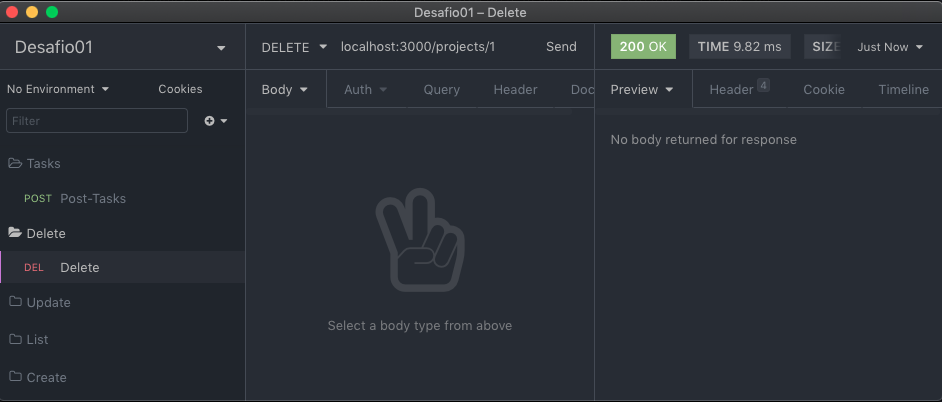 Desafio01 – Delete
Desafio01
DELETE localhost:3000/projects/1 Send
200 OK TIME 9.82 ms SIZE Just Now
No Environment Cookies
Body Auth Query Header Doc
Preview Header 4 Cookie Timeline
Filter
No body returned for response
Tasks
POST Post-Tasks
Delete
DEL Delete
Update
List
Create
Select a body type from above